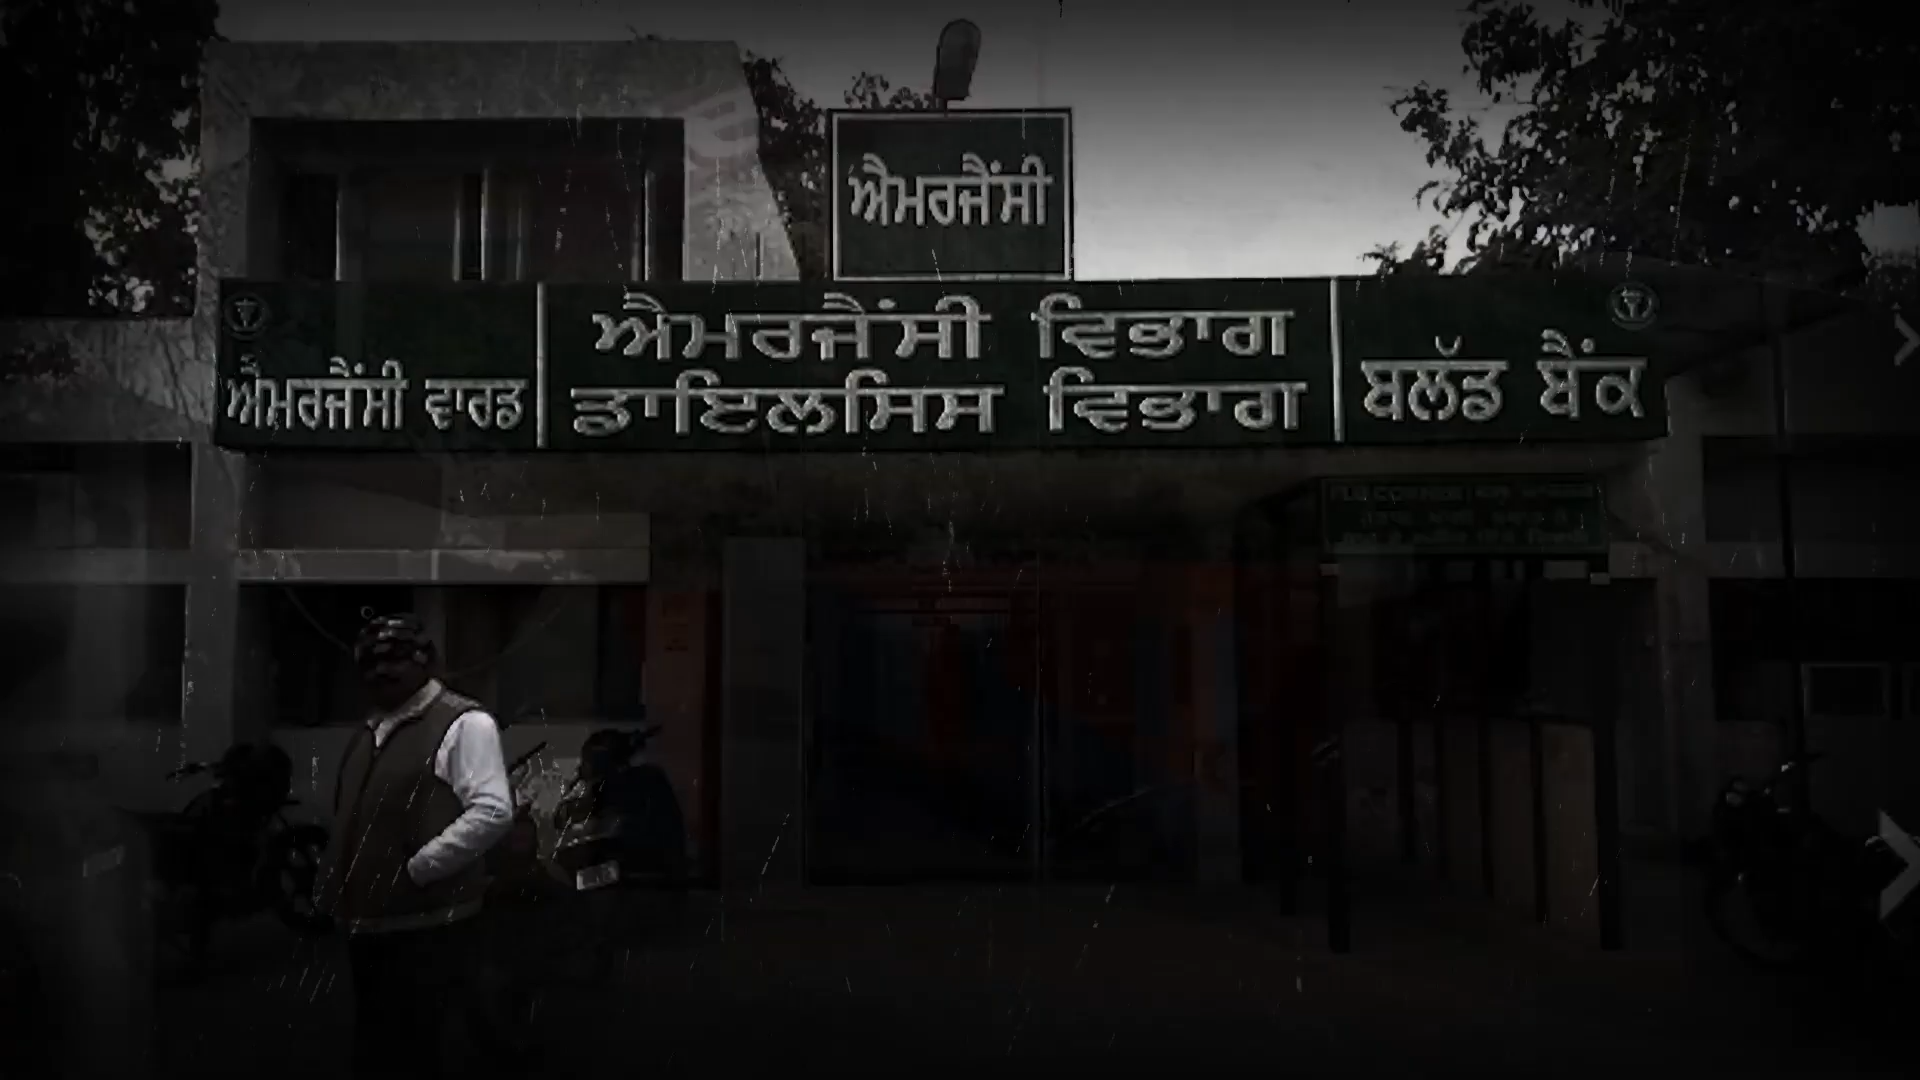 ਐਮਰਜੈਂਸੀ
ਐਮਰਜੈਂਸੀ ਵਾਰਡ
ਐਮਰਜੈਂਸੀ ਵਿਭਾਗ
ਡਾਇਲਸਿਸ ਵਿਭਾਗ
ਬਲੱਡ ਬੈਂਕ